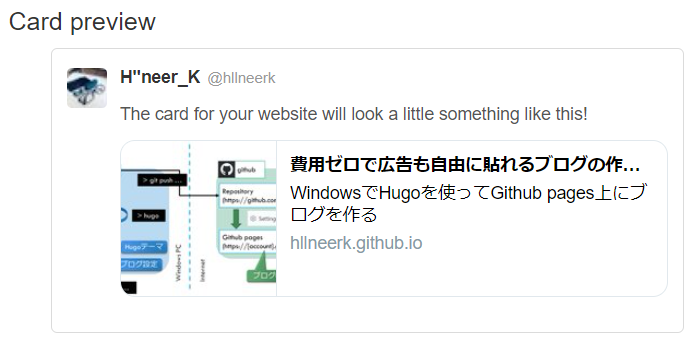 Card preview
H"neer_K @hllneerk
The card for your website will look a little something like this!
費用ゼロで広告も自由に貼れるブログの作…
WindowsでHugoを使ってGithub pages上にブ
ログを作る
hllneerk.github.io
> git push ...
> hugo
Hugoテーマ
ブログ設定
Windows PC
Internet
github
Repository
(https://github.con
Setting
Github pages
(https://[account].
ブログ